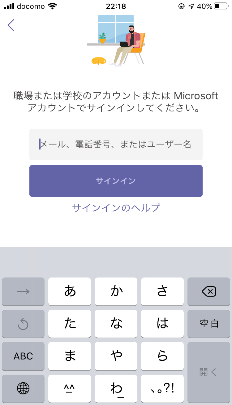 docomo 22:18 40%
職場または学校のアカウントまたは Microsoft
アカウントでサインインしてください。
メール、電話番号、またはユーザー名
サインイン
サインインのヘルプ
→ あ か さ
た な は 空白
ABC ま や ら
^^ わ 、。?!